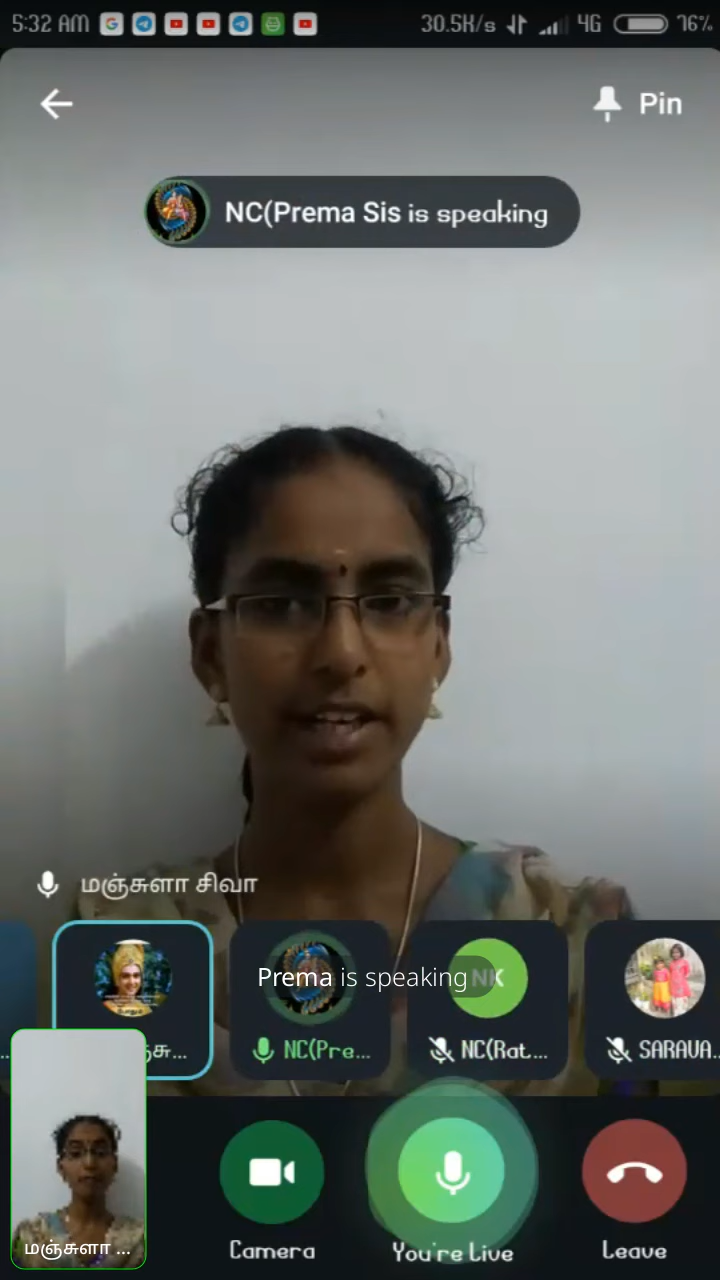 5:32 AM 30.5K/s 4G 76%
Pin
NC(Prema Sis is speaking
மஞ்சுளா சிவா
Prema is speaking NK
NC(Pre... NC(Rat... SARAVA..
மஞ்சுளா ...
Camera You're Live Leave